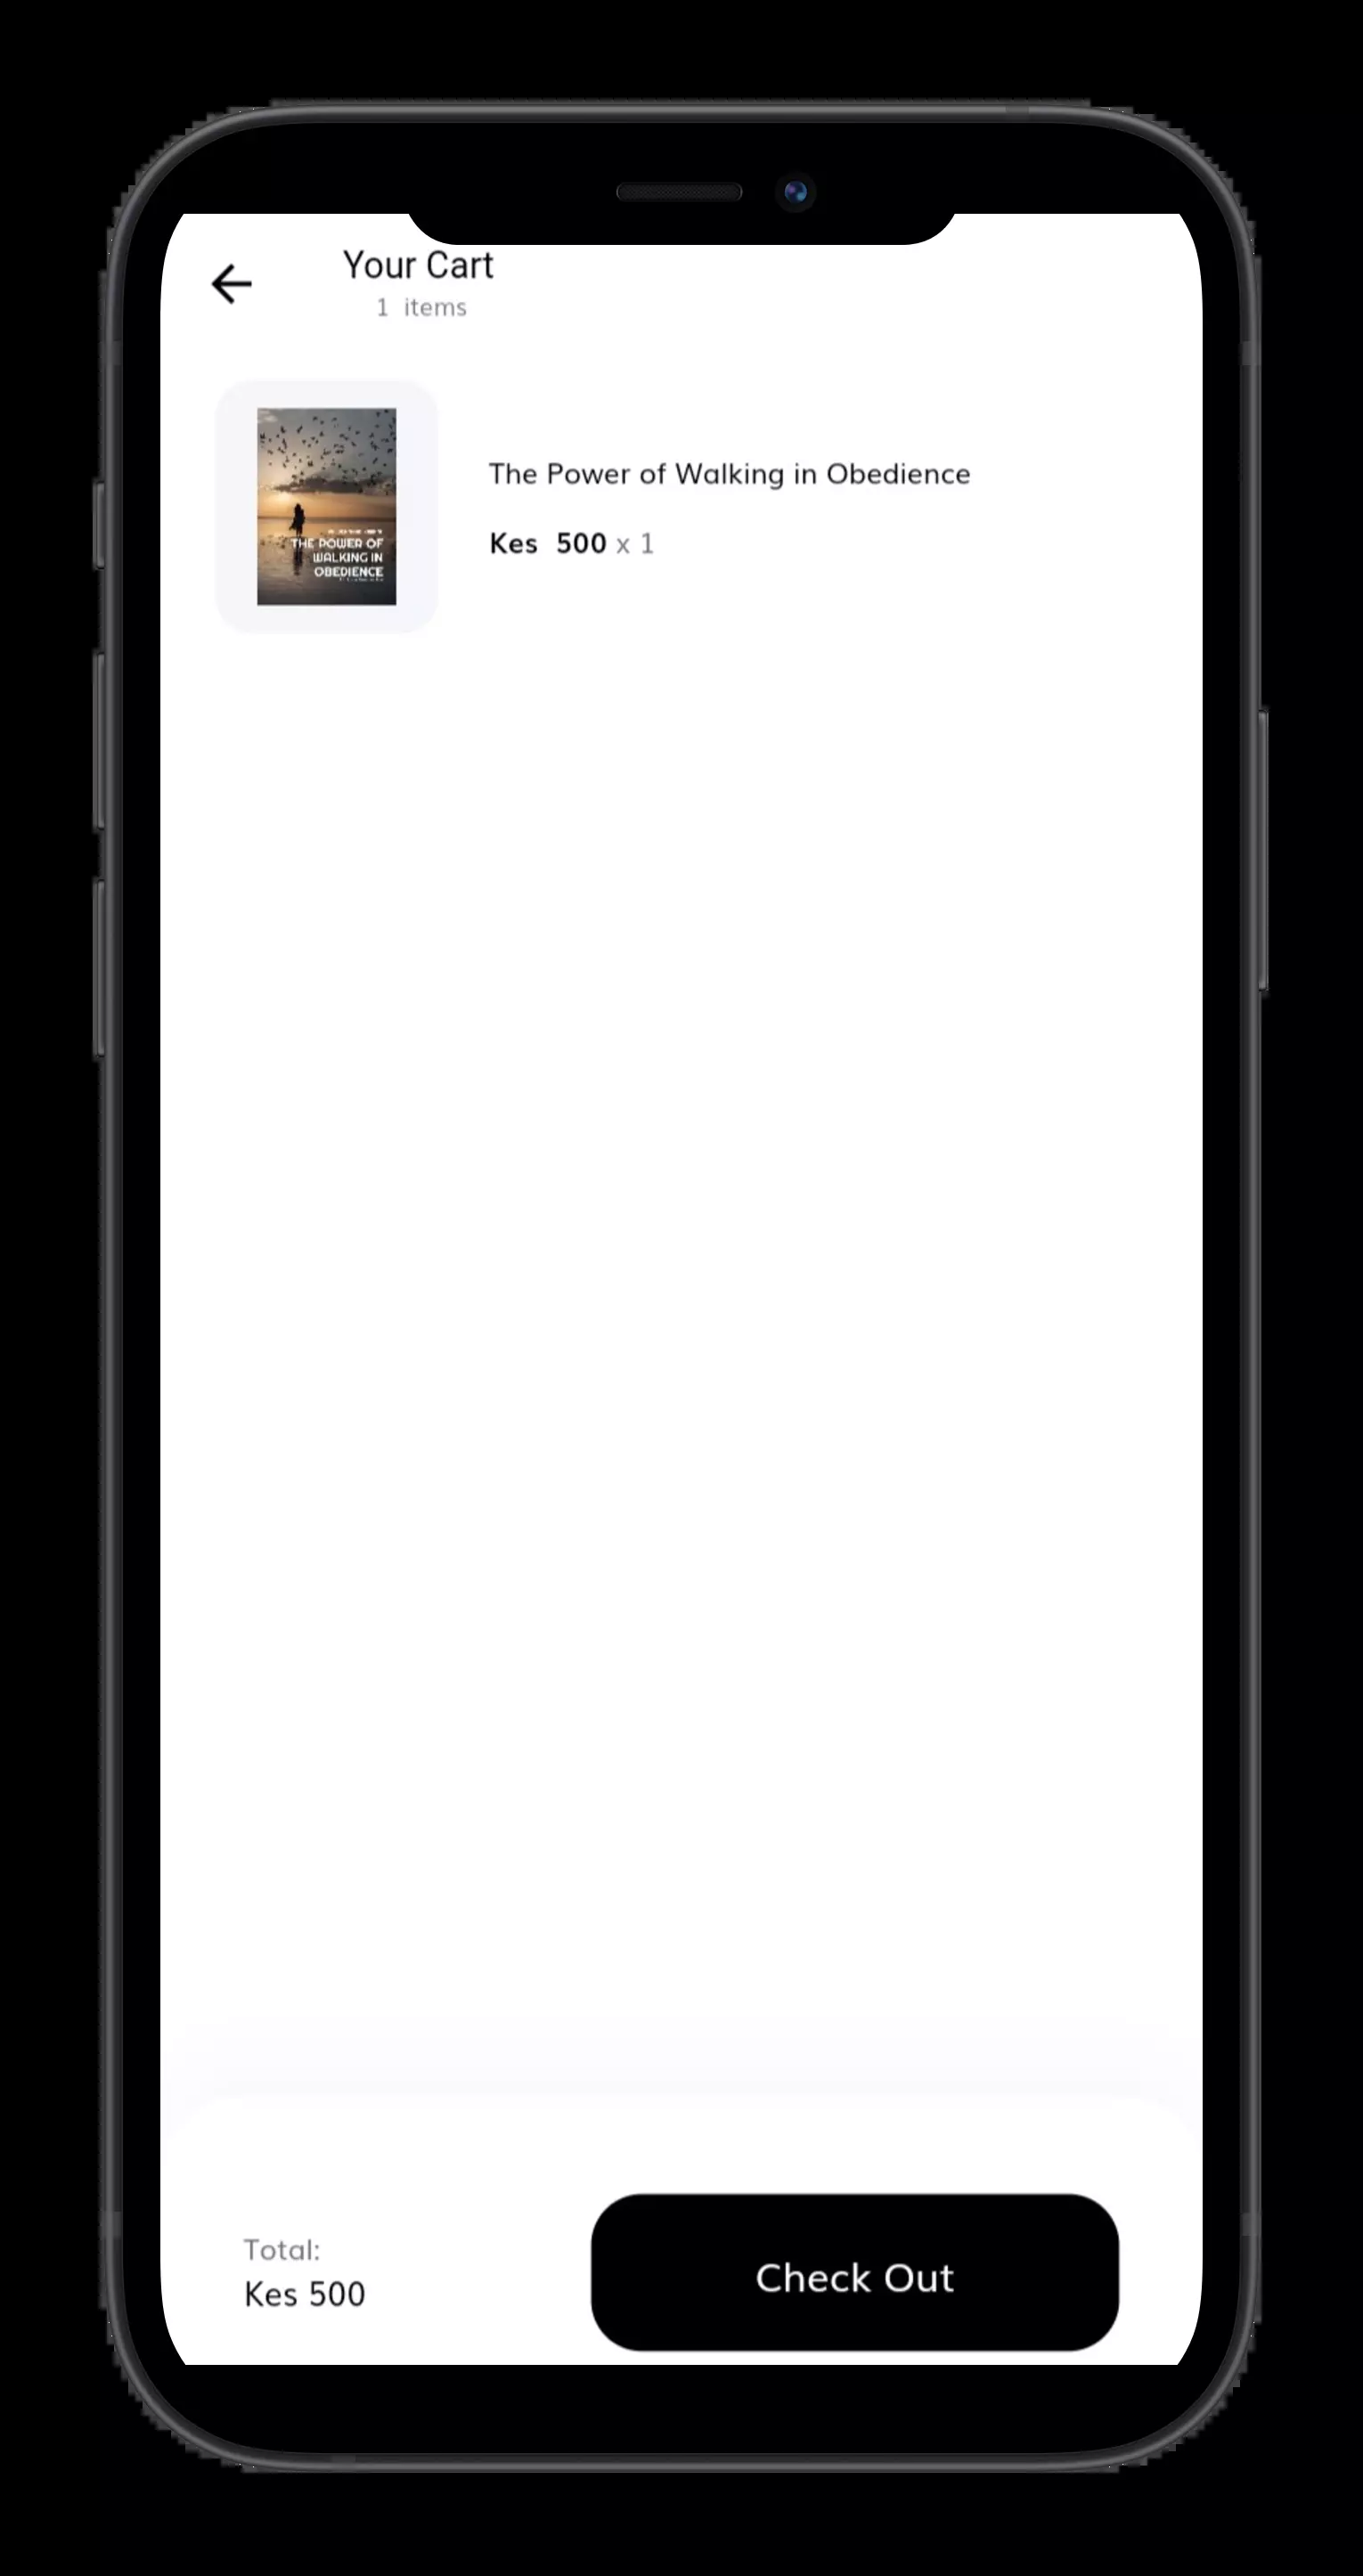 Your Cart
1 items
THE POWER OF
WALKING IN
OBEDIENCE
The Power of Walking in Obedience
Kes 500 x 1
Total:
Kes 500
Check Out